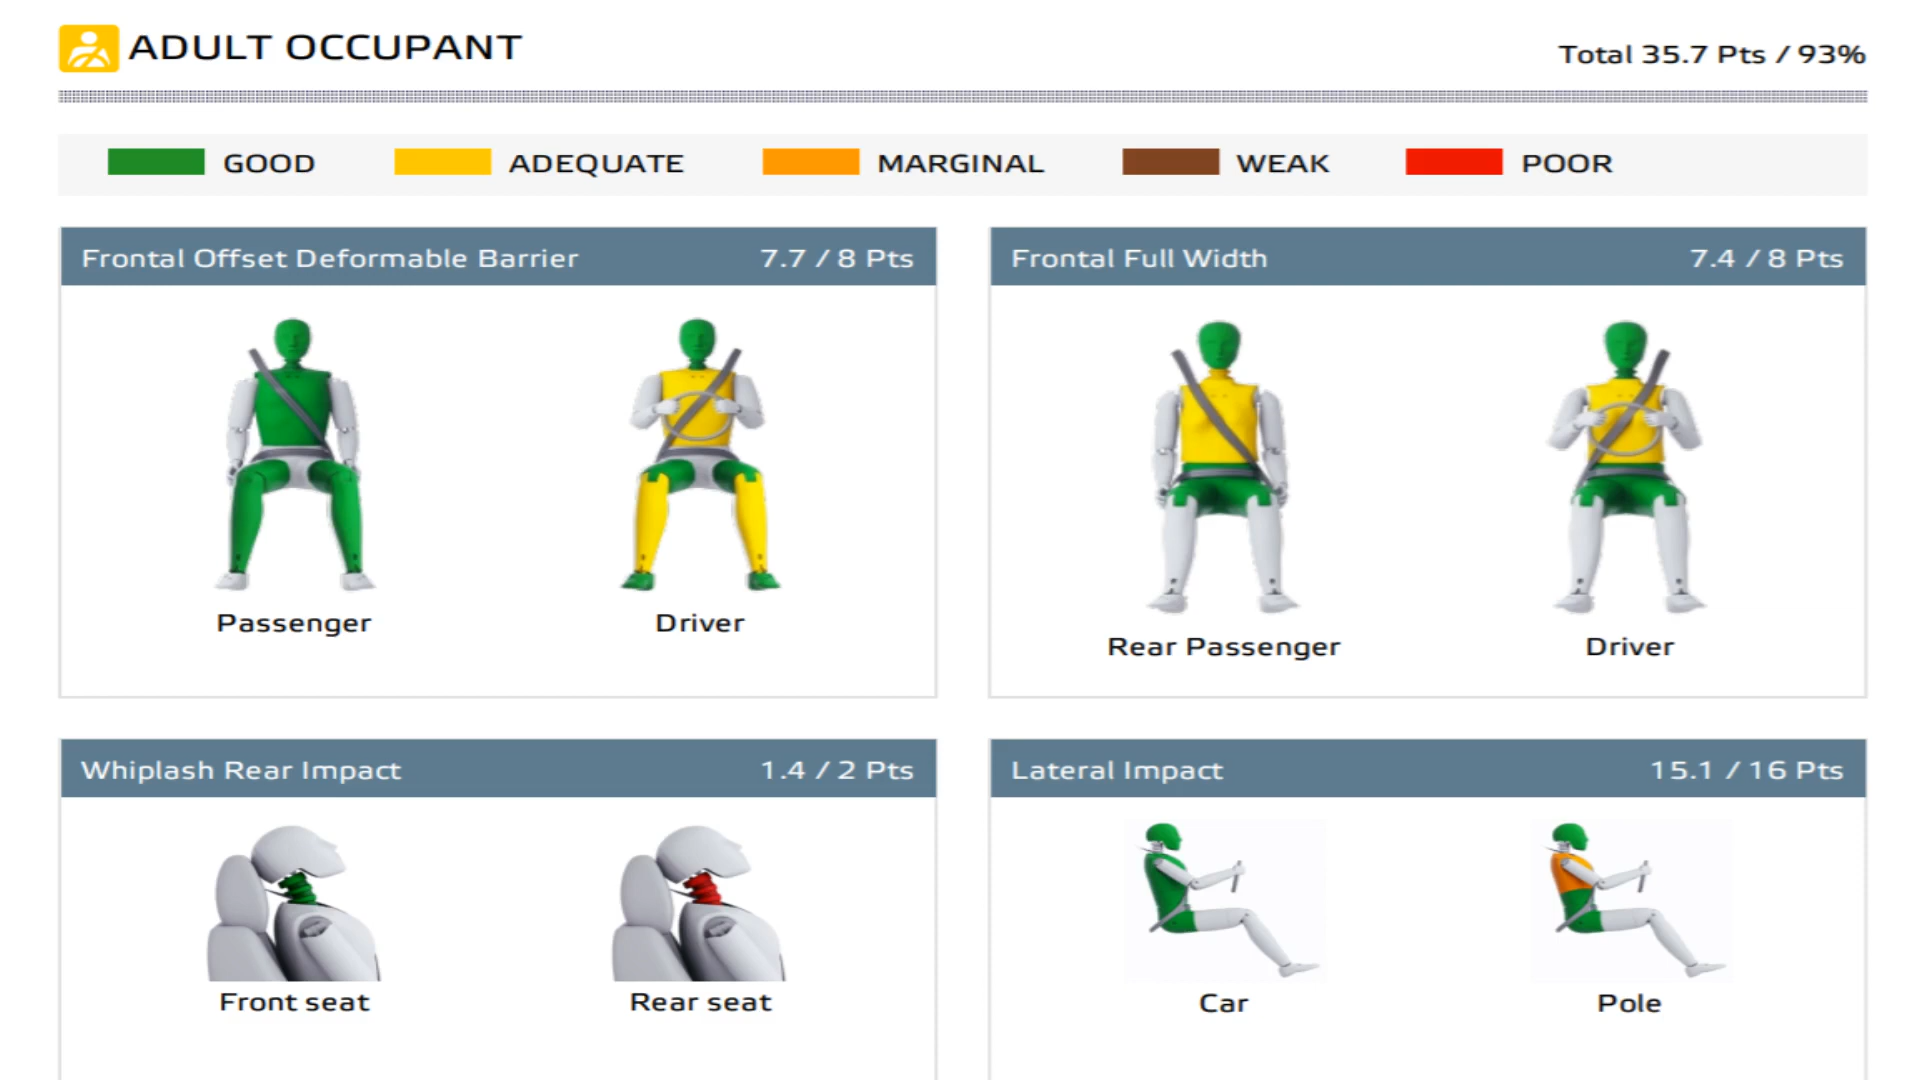 ADULT OCCUPANT
Total 35.7 Pts / 93%
GOOD ADEQUATE MARGINAL WEAK POOR
Frontal Offset Deformable Barrier 7.7 / 8 Pts
Passenger Driver
Frontal Full Width 7.4 / 8 Pts
Rear Passenger Driver
Whiplash Rear Impact 1.4 / 2 Pts
Front seat Rear seat
Lateral Impact 15.1 / 16 Pts
Car Pole